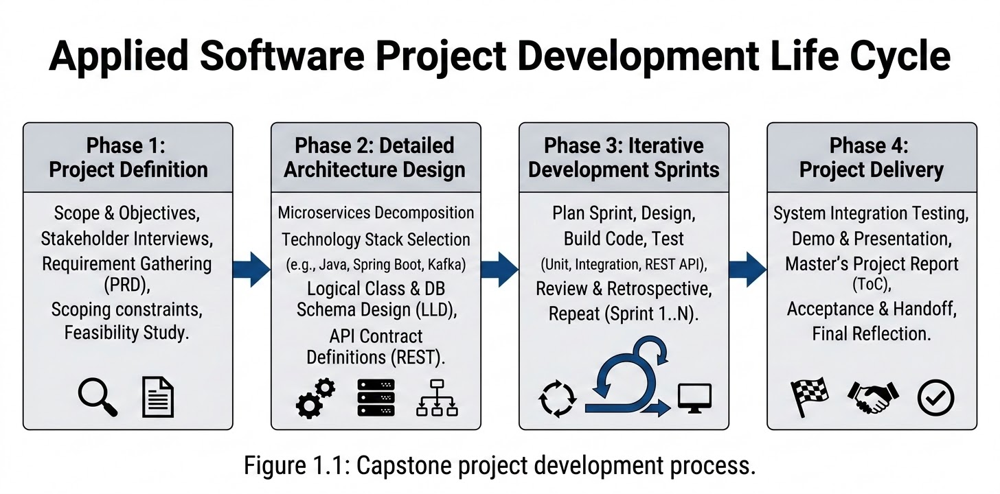 Applied Software Project Development Life Cycle
Phase 1:
Project Definition
Scope & Objectives,
Stakeholder Interviews,
Requirement Gathering
(PRD),
Scoping constraints,
Feasibility Study.
Phase 2: Detailed
Architecture Design
Microservices Decomposition
Technology Stack Selection
(e.g., Java, Spring Boot, Kafka)
Logical Class & DB
Schema Design (LLD),
API Contract
Definitions (REST).
Phase 3: Iterative
Development Sprints
Plan Sprint, Design,
Build Code, Test
(Unit, Integration, REST API),
Review & Retrospective,
Repeat (Sprint 1..N).
Phase 4:
Project Delivery
System Integration Testing,
Demo & Presentation,
Master’s Project Report
(ToC),
Acceptance & Handoff,
Final Reflection.
Figure 1.1: Capstone project development process.